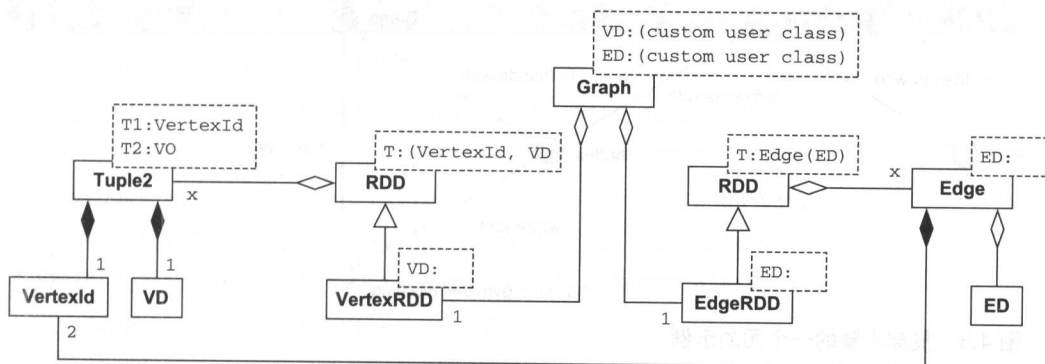 VD:(custom user class)
ED:(custom user class)
Graph
T1:VertexId
T2:VO
Tuple2
T:(VertexId, VD
RDD
T:Edge(ED)
RDD
ED:
Edge
x
x
1
1
VD:
ED:
VertexId
VD
VertexRDD
1
1
EdgeRDD
ED
2